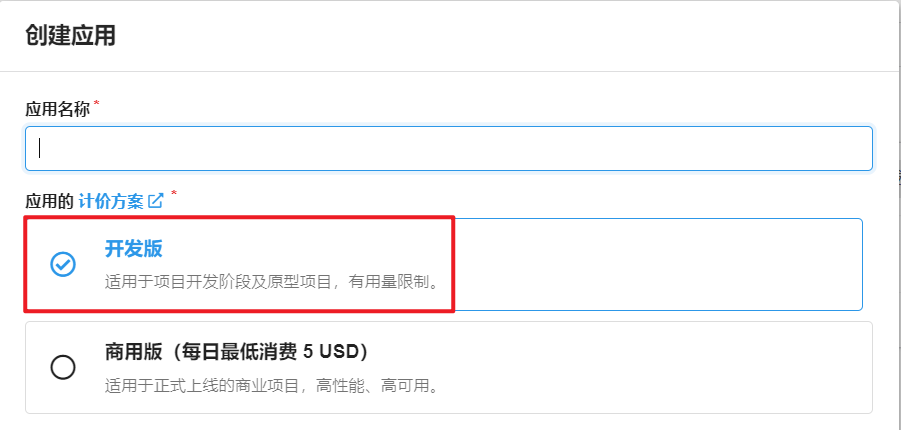 创建应用
应用名称*
应用的 计价方案 *
开发版
适用于项目开发阶段及原型项目，有用量限制。
商用版（每日最低消费 5 USD）
适用于正式上线的商业项目，高性能、高可用。